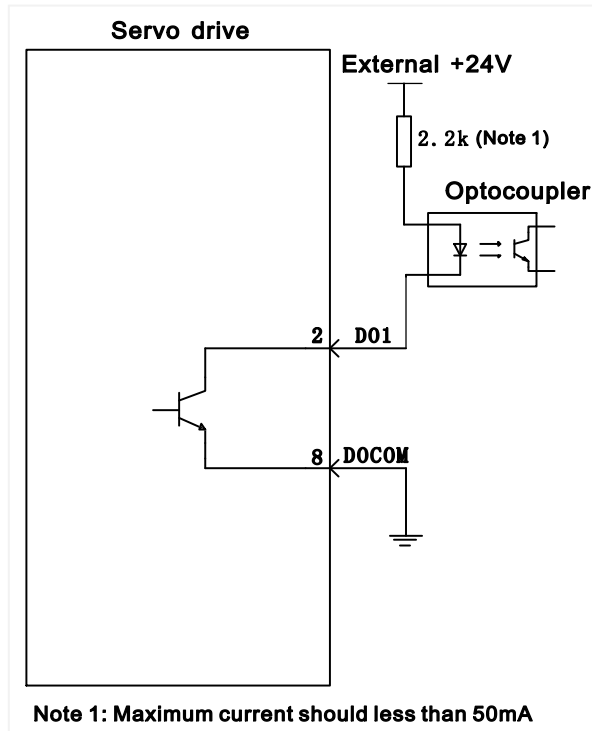 Servo drive
External +24V
2.2k (Note 1)
Optocoupler
2 DO1
8 DOCOM
Note 1: Maximum current should less than 50mA